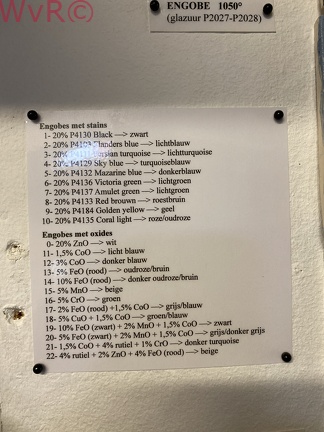 WvR©
ENGOBE 1050°
(glazuur P2027-P2028)
Engobes met stains
1- 20% P4130 Black —> zwart
2- 20% Flanders blue —> lichtblauw
3- 20% turquoise —> lichtturquoise
4- 20% P4129 Sky blue —> turquoiseblauw
5- 20% P4132 Mazarine blue —> donkerblauw
6- 20% P4136 Victoria green —> lichtgroen
7- 20% P4137 Amulet green —> lichtgroen
8- 20% P4133 Red brouwn —> roestbruin
9- 20% P4184 Golden yellow —> geel
10- 20% P4135 Coral light —> roze/oudroze
Engobes met oxides
0- 20% ZnO —> wit
11- 1,5% CoO —> licht blauw
12- 3% CoO —> donker blauw
13- 5% FeO (rood) —> oudroze/bruin
14- 10% FeO (rood) —> donker oudroze/bruin
15- 5% MnO —> beige
16- 5% CrO —> groen
17- 2% FeO (rood) +1,5% CoO —> grijs/blauw
18- 5% CuO + 1,5% CoO —> groen/blauw
19- 10% FeO (zwart) + 2% MnO + 1,5% CoO —> zwart
20- 5% FeO (zwart) + 2% MnO + 1,5% CoO —> grijs/donker grijs
21- 1,5% CoO + 4% rutiel + 1% CrO —> donker turquoise
22- 4% rutiel + 2% ZnO + 4% FeO (rood) —> beige